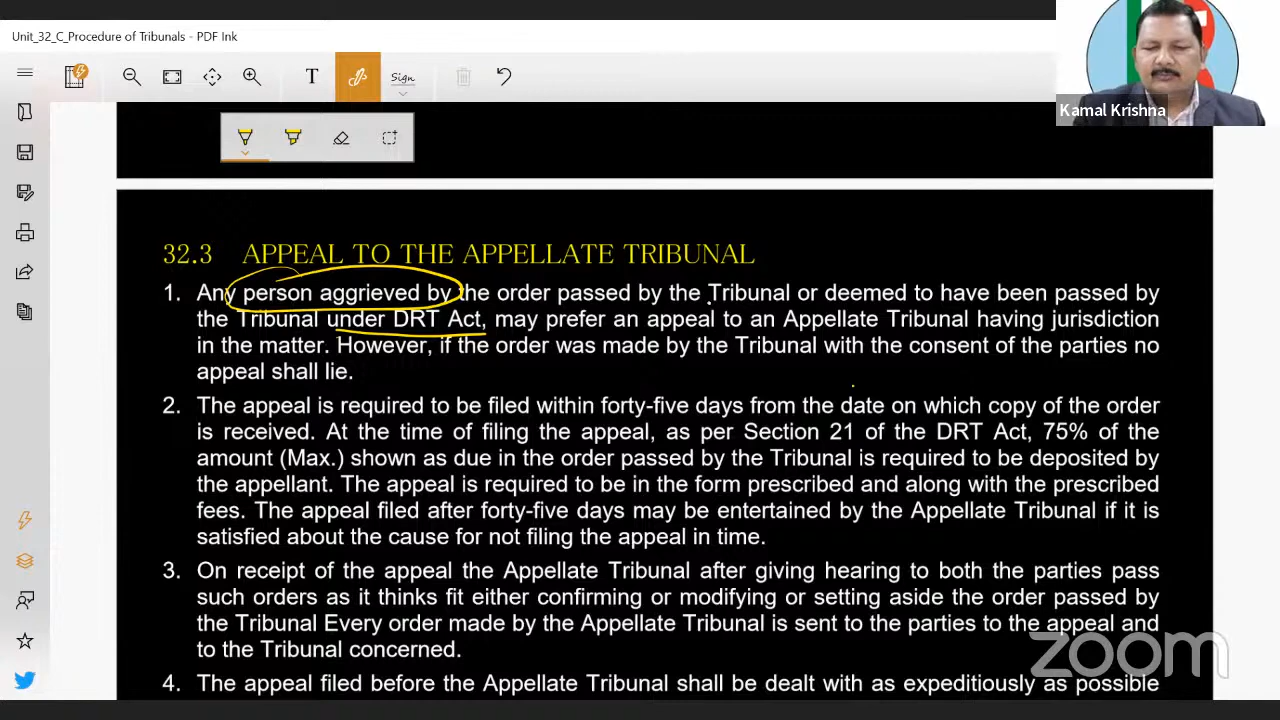 Unit_32_C_Procedure of Tribunals - PDF Ink
T
Sign
Kamal Krishna
32.3 APPEAL TO THE APPELLATE TRIBUNAL
1. Any person aggrieved by the order passed by the Tribunal or deemed to have been passed by
the Tribunal under DRT Act, may prefer an appeal to an Appellate Tribunal having jurisdiction
in the matter. However, if the order was made by the Tribunal with the consent of the parties no
appeal shall lie.
2. The appeal is required to be filed within forty-five days from the date on which copy of the order
is received. At the time of filing the appeal, as per Section 21 of the DRT Act, 75% of the
amount (Max.) shown as due in the order passed by the Tribunal is required to be deposited by
the appellant. The appeal is required to be in the form prescribed and along with the prescribed
fees. The appeal filed after forty-five days may be entertained by the Appellate Tribunal if it is
satisfied about the cause for not filing the appeal in time.
3. On receipt of the appeal the Appellate Tribunal after giving hearing to both the parties pass
such orders as it thinks fit either confirming or modifying or setting aside the order passed by
the Tribunal Every order made by the Appellate Tribunal is sent to the parties to the appeal and
to the Tribunal concerned.
4. The appeal filed before the Appellate Tribunal shall be dealt with as expeditiously as possible
zoom